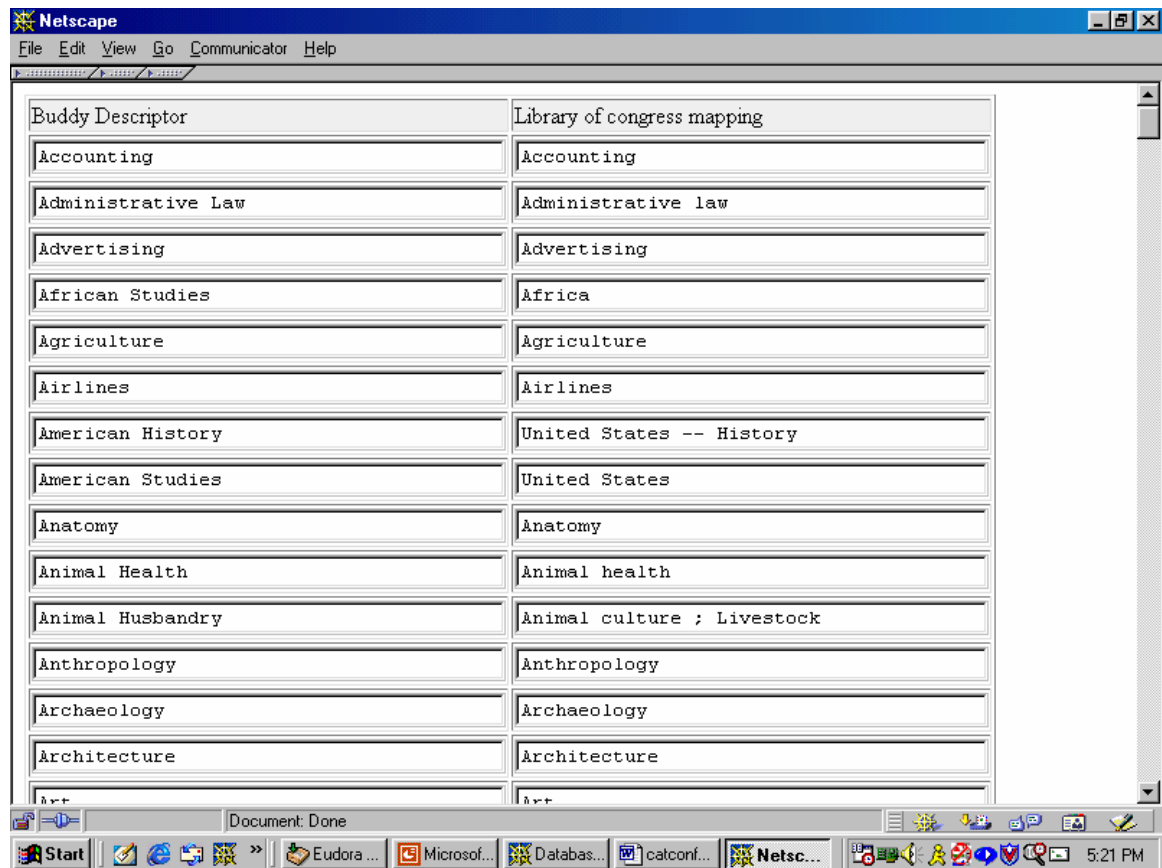 Netscape
File Edit View Go Communicator Help
Buddy Descriptor Library of congress mapping
Accounting Accounting
Administrative Law Administrative law
Advertising Advertising
African Studies Africa
Agriculture Agriculture
Airlines Airlines
American History United States -- History
American Studies United States
Anatomy Anatomy
Animal Health Animal health
Animal Husbandry Animal culture ; Livestock
Anthropology Anthropology
Archaeology Archaeology
Architecture Architecture
Art Art
Document: Done
Start » Eudora ... Microsof... Databas... catconf... Netsc... 5:21 PM